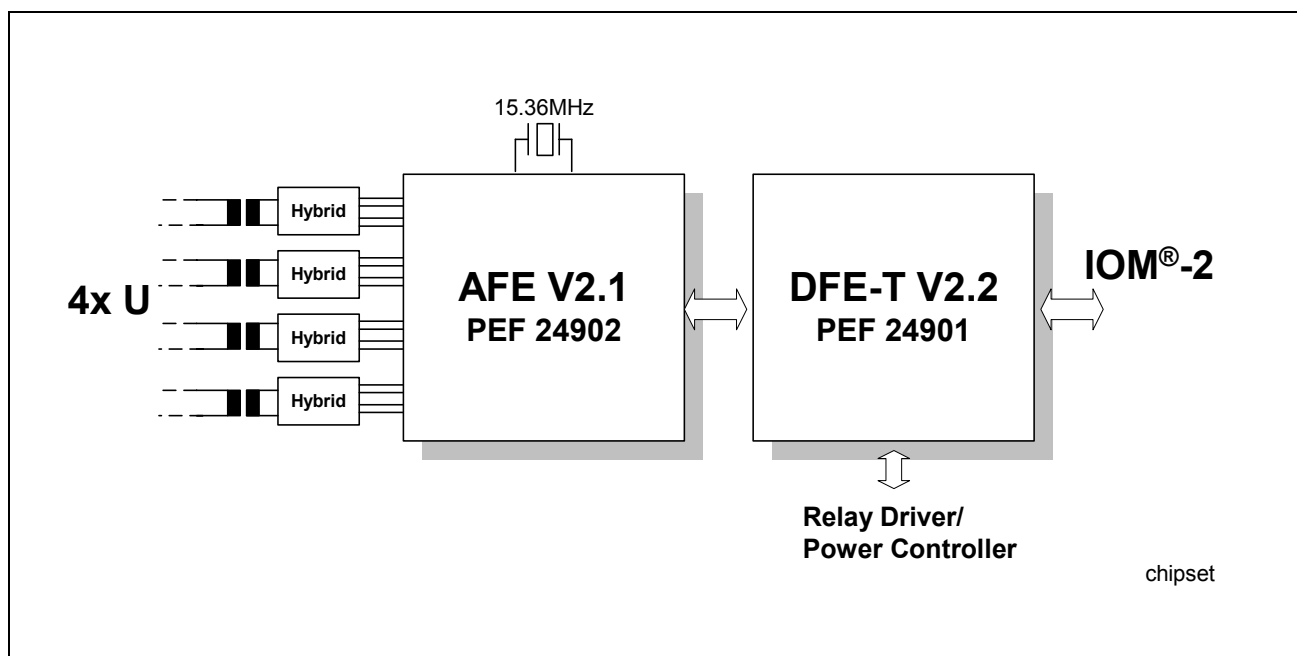 15.36MHz
Hybrid
Hybrid
Hybrid
Hybrid
4x U
AFE V2.1
PEF 24902
DFE-T V2.2
PEF 24901
IOM®-2
Relay Driver/
Power Controller
chipset